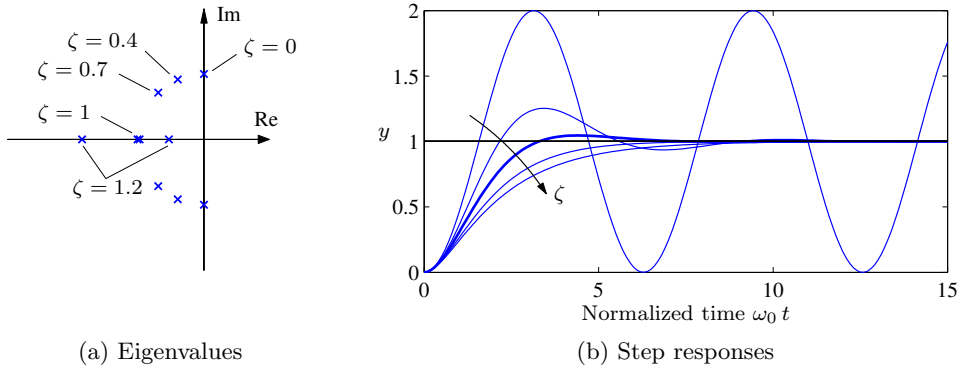 Im
ζ = 0.4
ζ = 0
ζ = 0.7
ζ = 1
Re
ζ = 1.2
(a) Eigenvalues
2
1.5
y
1
ζ
0.5
0
0
5
10
15
Normalized time ω₀ t
(b) Step responses